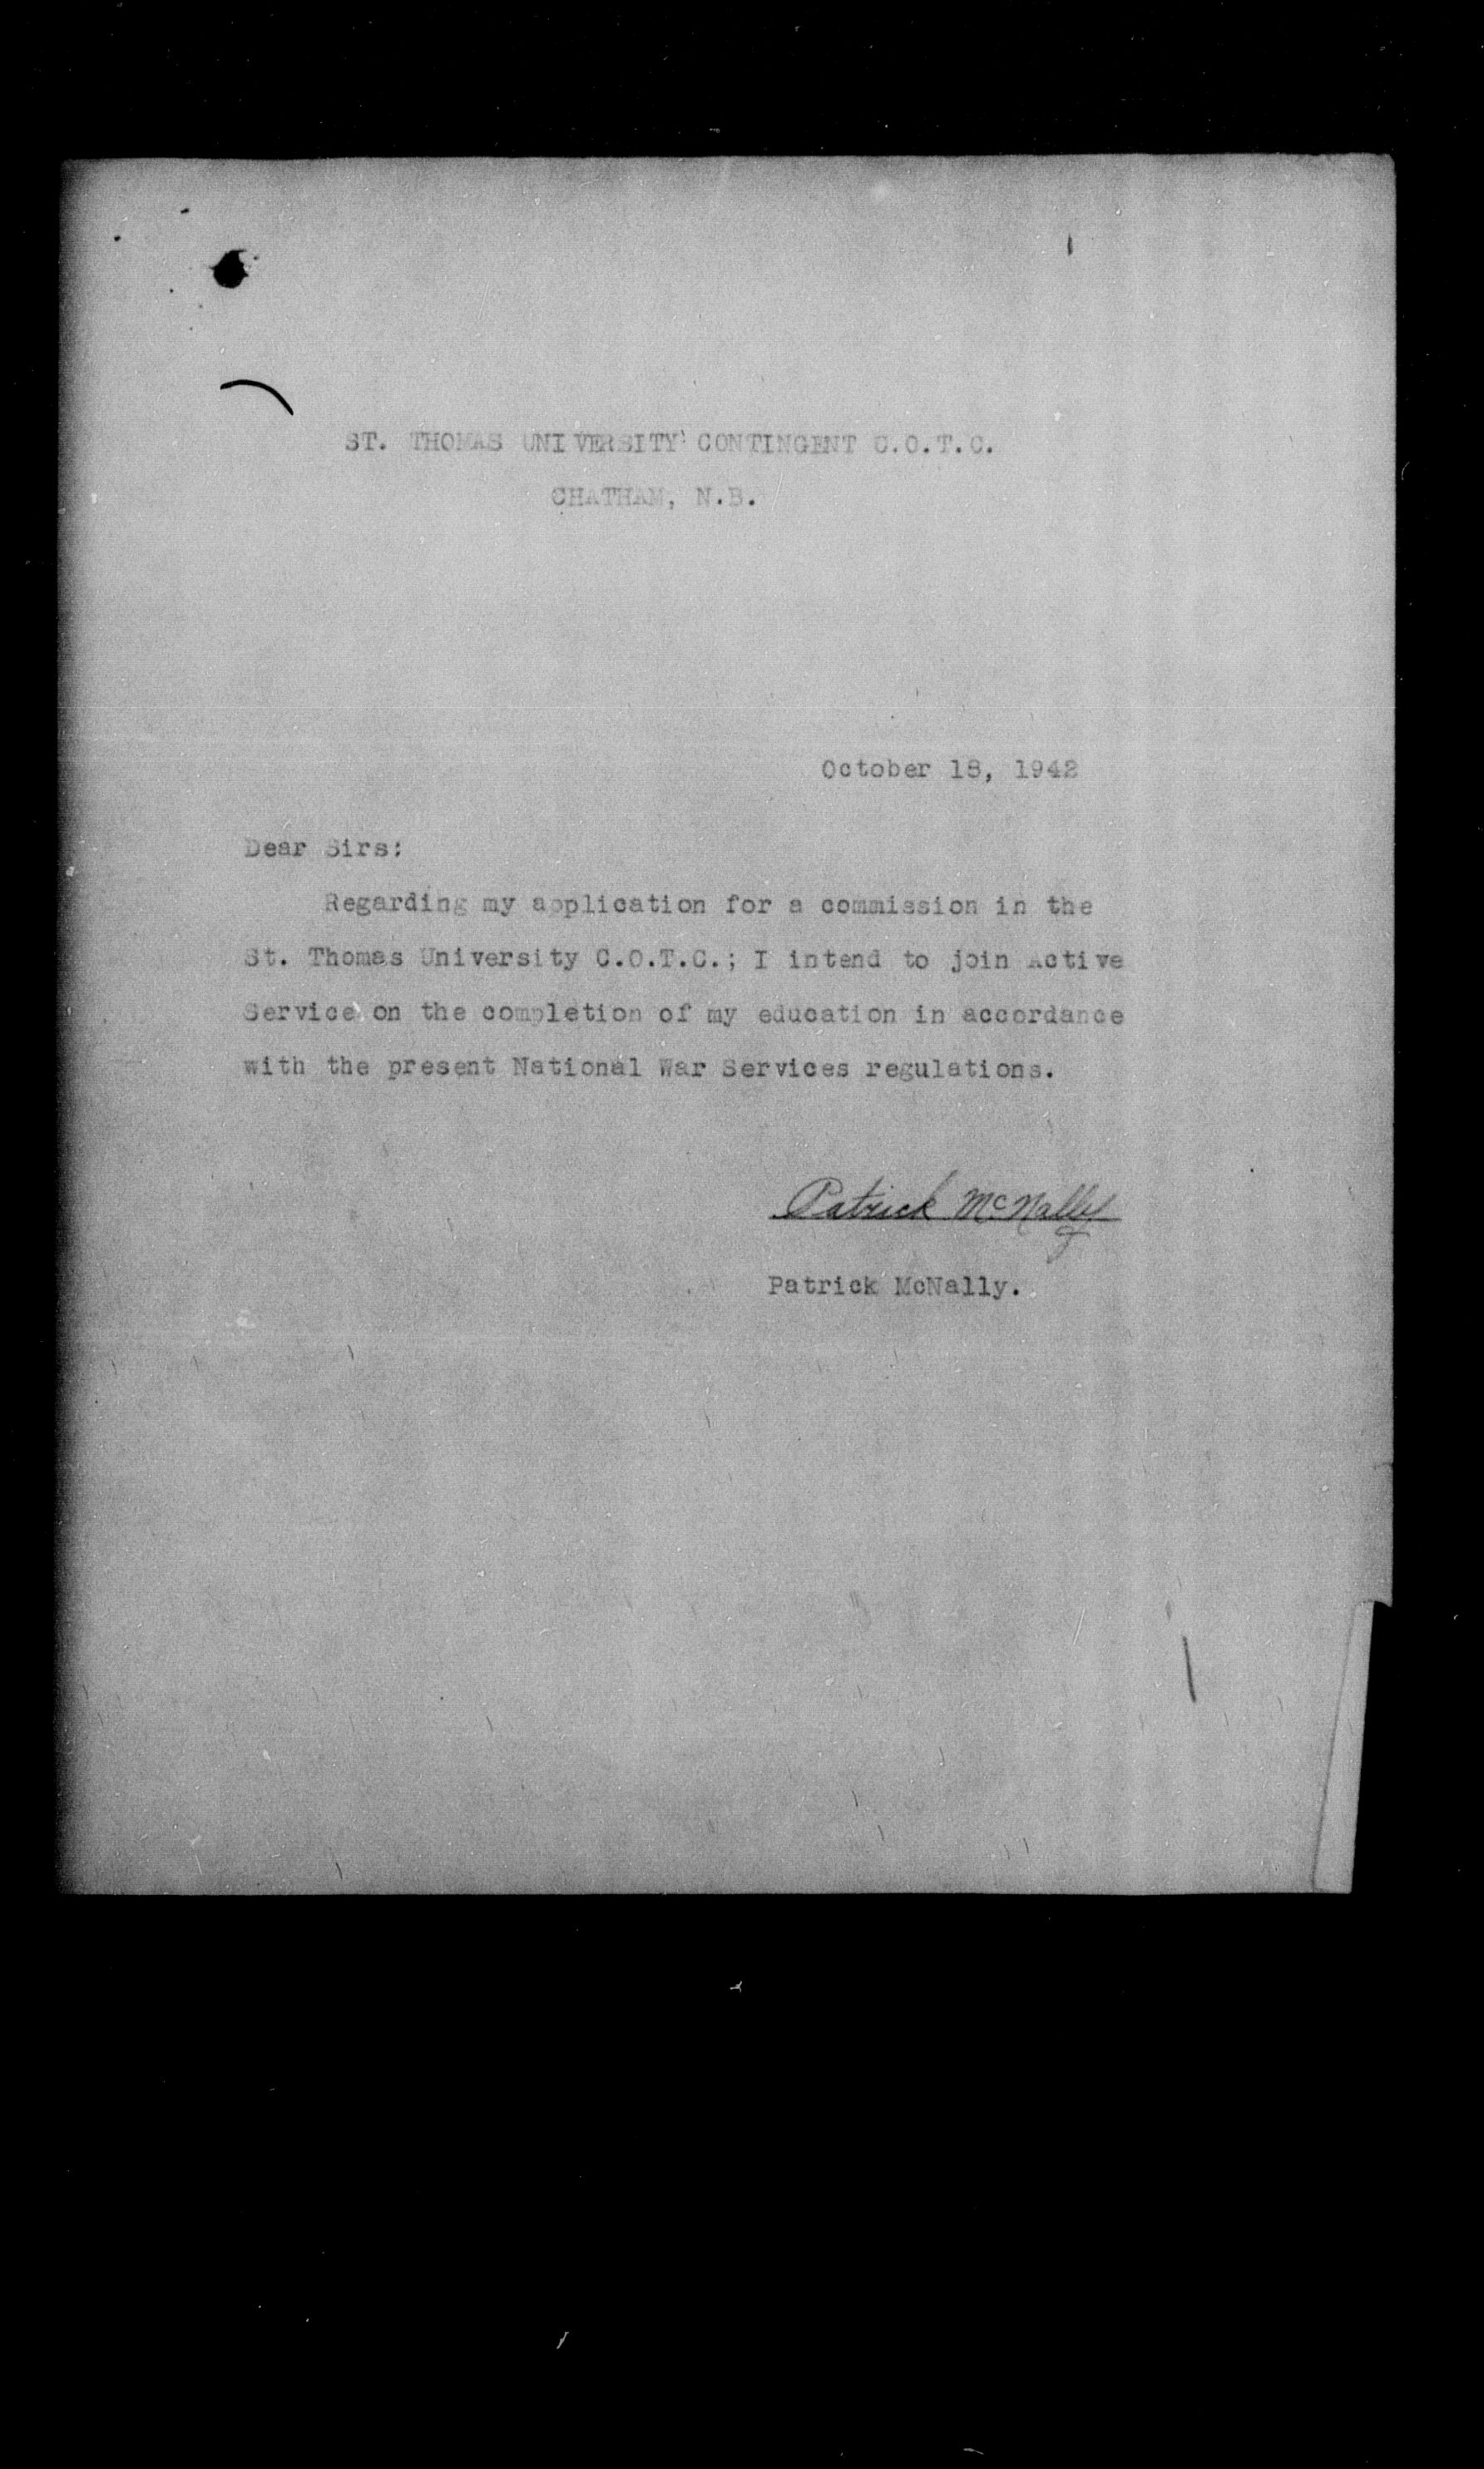 ST. THOMAS UNIVERSITY CONTINGENT C.O.T.C.
CHATHAM, N.B.
October 18, 1942
Dear Sirs:
Regarding my application for a commission in the
St. Thomas University C.O.T.C.; I intend to join Active
Service on the completion of my education in accordance
with the present National War Services regulations.
Patrick McNally
Patrick McNally.